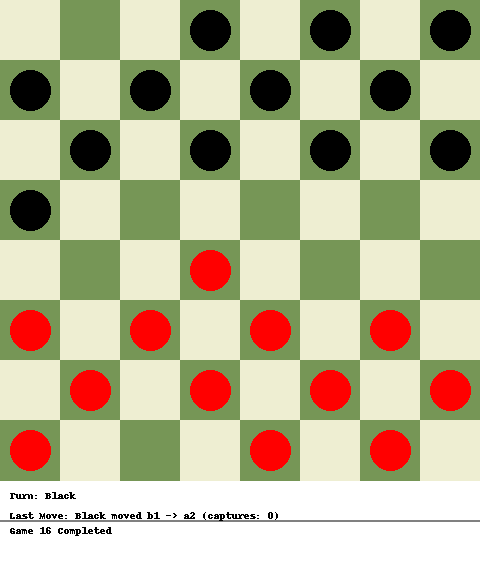 Turn: Black
Last Move: Black moved b1 -> a2 (captures: 0)
Game 16 Completed